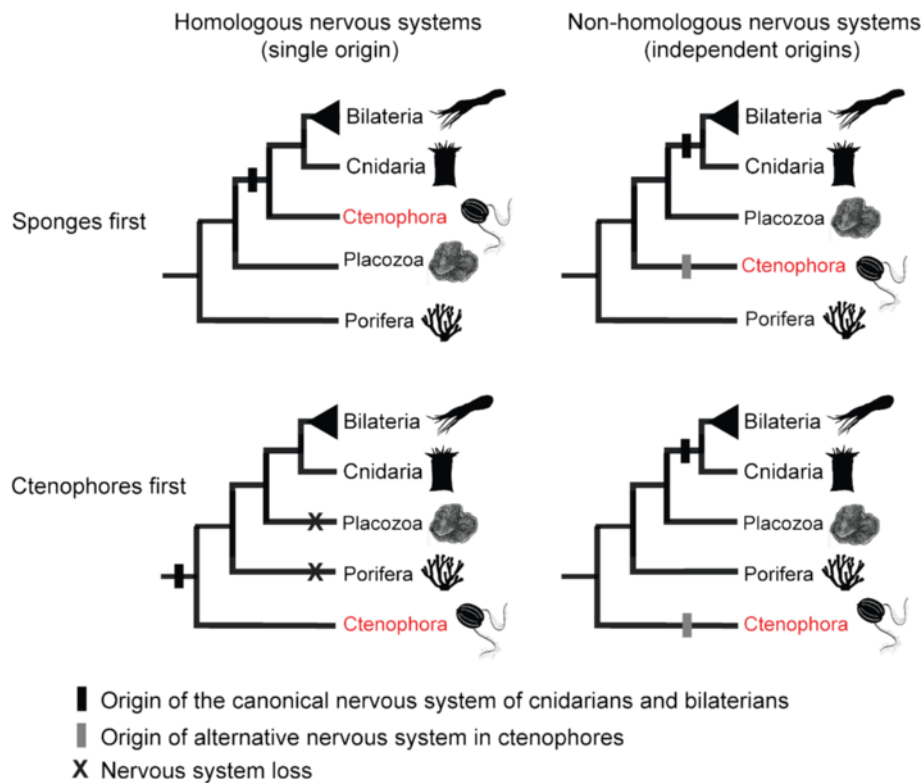 Homologous nervous systems
(single origin)
Non-homologous nervous systems
(independent origins)
Sponges first
Bilateria
Cnidaria
Ctenophora
Placozoa
Porifera
Bilateria
Cnidaria
Placozoa
Ctenophora
Porifera
Ctenophores first
Bilateria
Cnidaria
Placozoa
Porifera
Ctenophora
Bilateria
Cnidaria
Placozoa
Porifera
Ctenophora
Origin of the canonical nervous system of cnidarians and bilaterians
Origin of alternative nervous system in ctenophores
X Nervous system loss